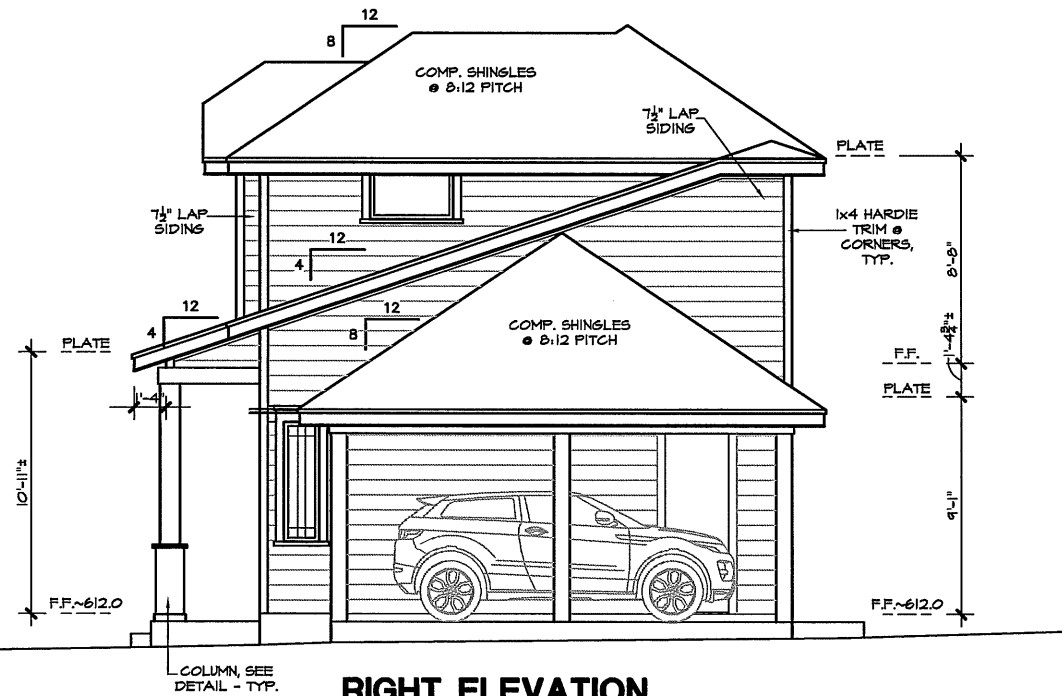 12
8
COMP. SHINGLES
@ 8:12 PITCH
7½" LAP
SIDING
PLATE
7½" LAP
SIDING
1x4 HARDIE
TRIM @
CORNERS,
TYP.
8'-8"
12
4
12
4
12
8
COMP. SHINGLES
@ 8:12 PITCH
PLATE
1'-4¾"±
F.F.
PLATE
1'-4"
10'-11"±
9'-1"
F.F.~612.0
F.F.~612.0
COLUMN, SEE
DETAIL - TYP.
RIGHT ELEVATION